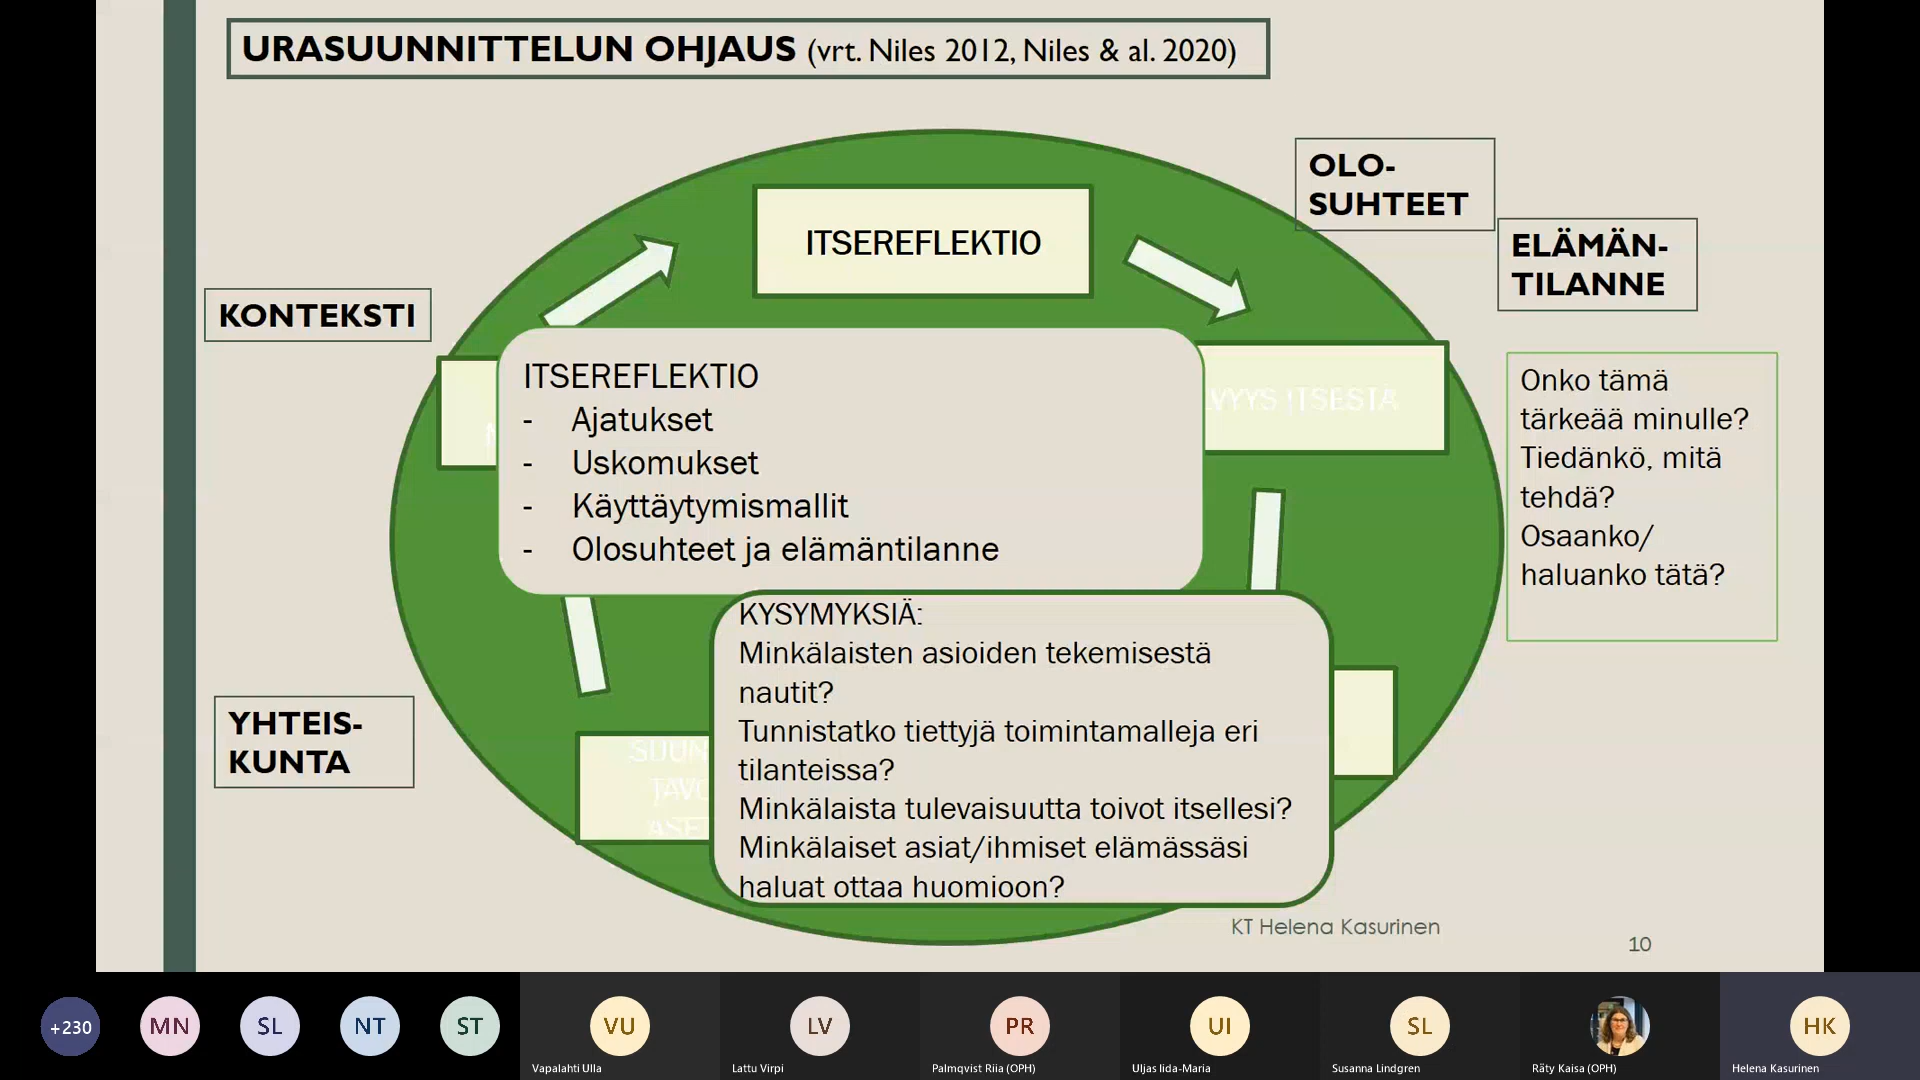 URASUUNNITTELUN OHJAUS (vrt. Niles 2012, Niles & al. 2020)
OLO-
SUHTEET
ITSEREFLEKTIO
ELÄMÄN-
TILANNE
KONTEKSTI
ITSEREFLEKTIO
- Ajatukset
- Uskomukset
- Käyttäytymismallit
- Olosuhteet ja elämäntilanne
ITSESTÄ
Onko tämä
tärkeää minulle?
Tiedänkö, mitä
tehdä?
Osaanko/
haluanko tätä?
KYSYMYKSIÄ:
Minkälaisten asioiden tekemisestä
nautit?
Tunnistatko tiettyjä toimintamalleja eri
tilanteissa?
Minkälaista tulevaisuutta toivot itsellesi?
Minkälaiset asiat/ihmiset elämässäsi
haluat ottaa huomioon?
YHTEIS-
KUNTA
KT Helena Kasurinen
10
+230
MN
SL
NT
ST
VU
LV
PR
UI
SL
HK
Vapalahti Ulla
Lattu Virpi
Palmqvist Riia (OPH)
Uljas Iida-Maria
Susanna Lindgren
Räty Kaisa (OPH)
Helena Kasurinen